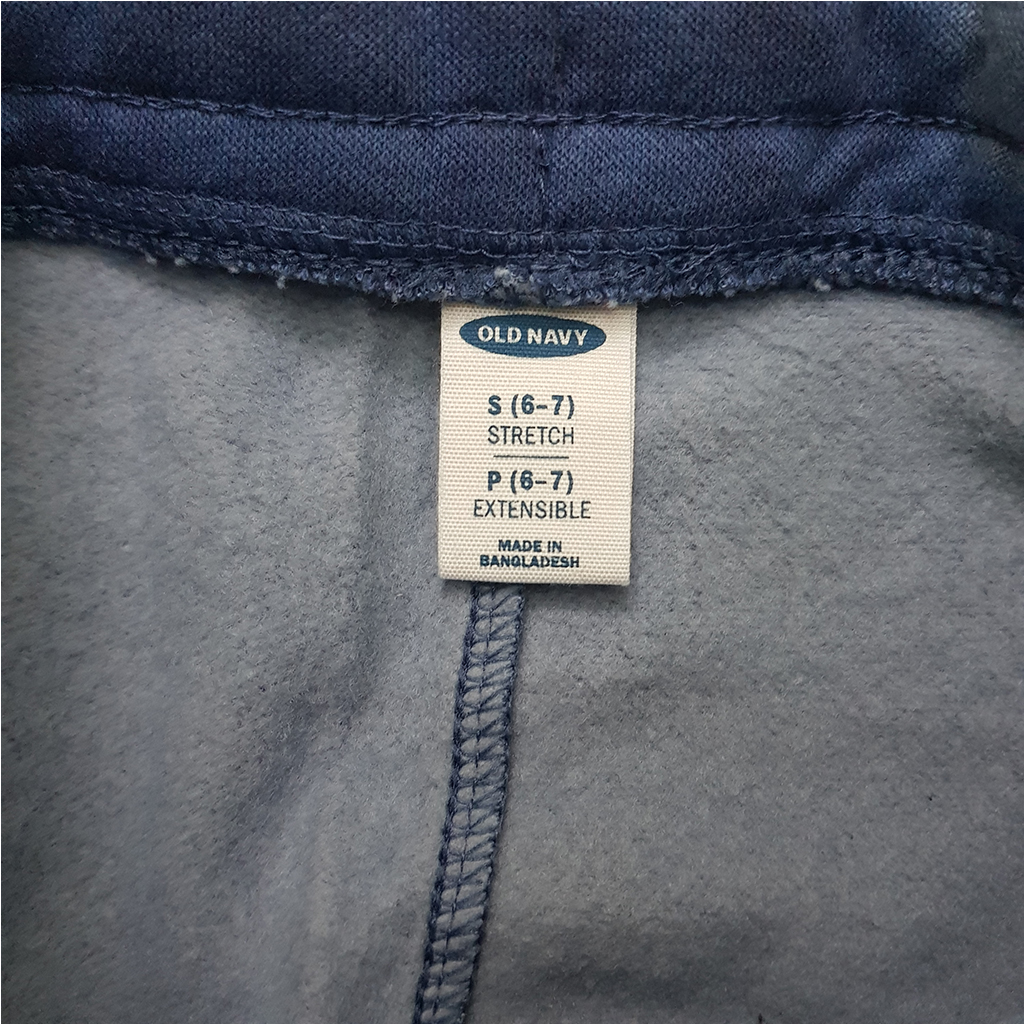 OLD NAVY
S (6-7)
STRETCH
P (6-7)
EXTENSIBLE
MADE IN
BANGLADESH